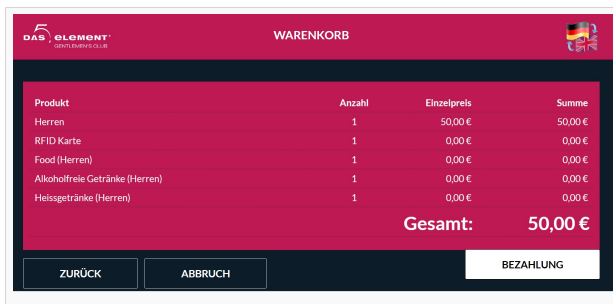 DAS 5 ELEMENT
GENTLEMEN'S CLUB
WARENKORB
Produkt Anzahl Einzelpreis Summe
Herren 1 50,00 € 50,00 €
RFID Karte 1 0,00 € 0,00 €
Food (Herren) 1 0,00 € 0,00 €
Alkoholfreie Getränke (Herren) 1 0,00 € 0,00 €
Heissgetränke (Herren) 1 0,00 € 0,00 €
Gesamt: 50,00 €
ZURÜCK ABBRUCH BEZAHLUNG